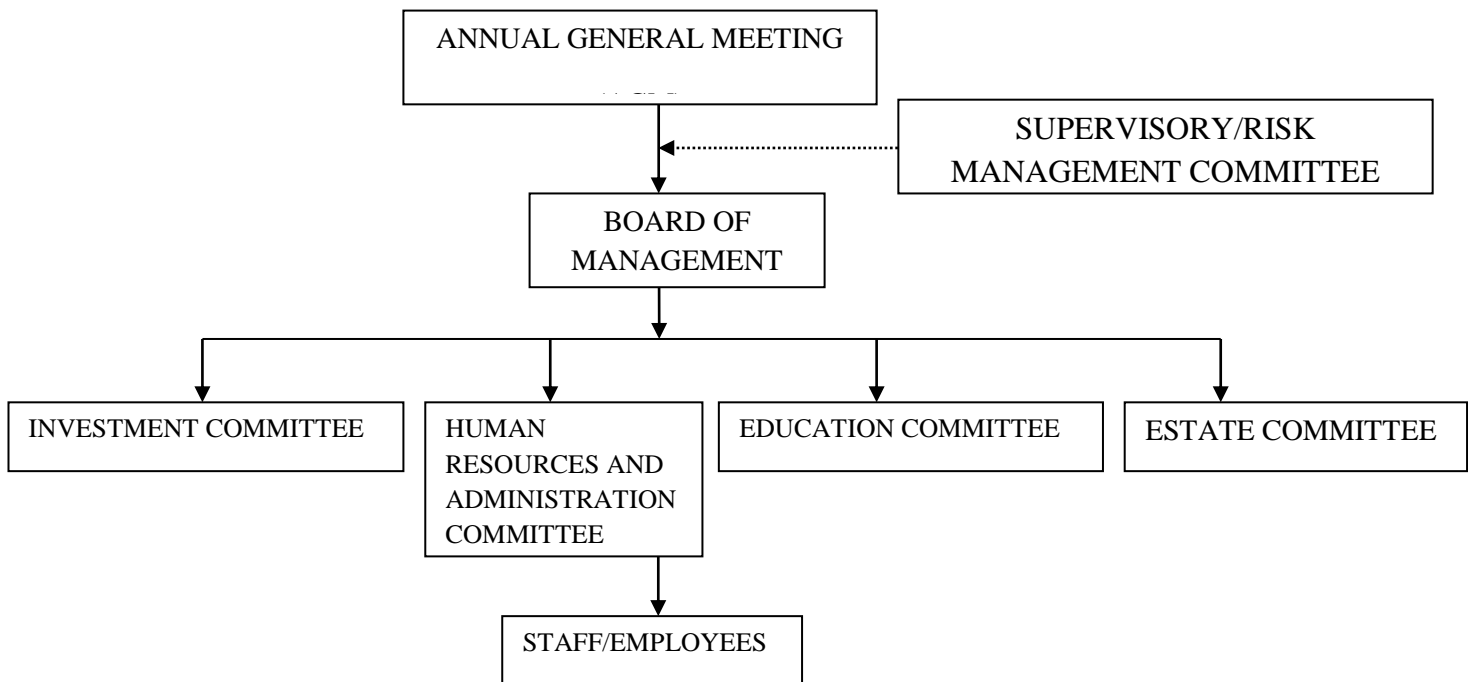 ANNUAL GENERAL MEETING
SUPERVISORY/RISK
MANAGEMENT COMMITTEE
BOARD OF
MANAGEMENT
INVESTMENT COMMITTEE
HUMAN
RESOURCES AND
ADMINISTRATION
COMMITTEE
EDUCATION COMMITTEE
ESTATE COMMITTEE
STAFF/EMPLOYEES